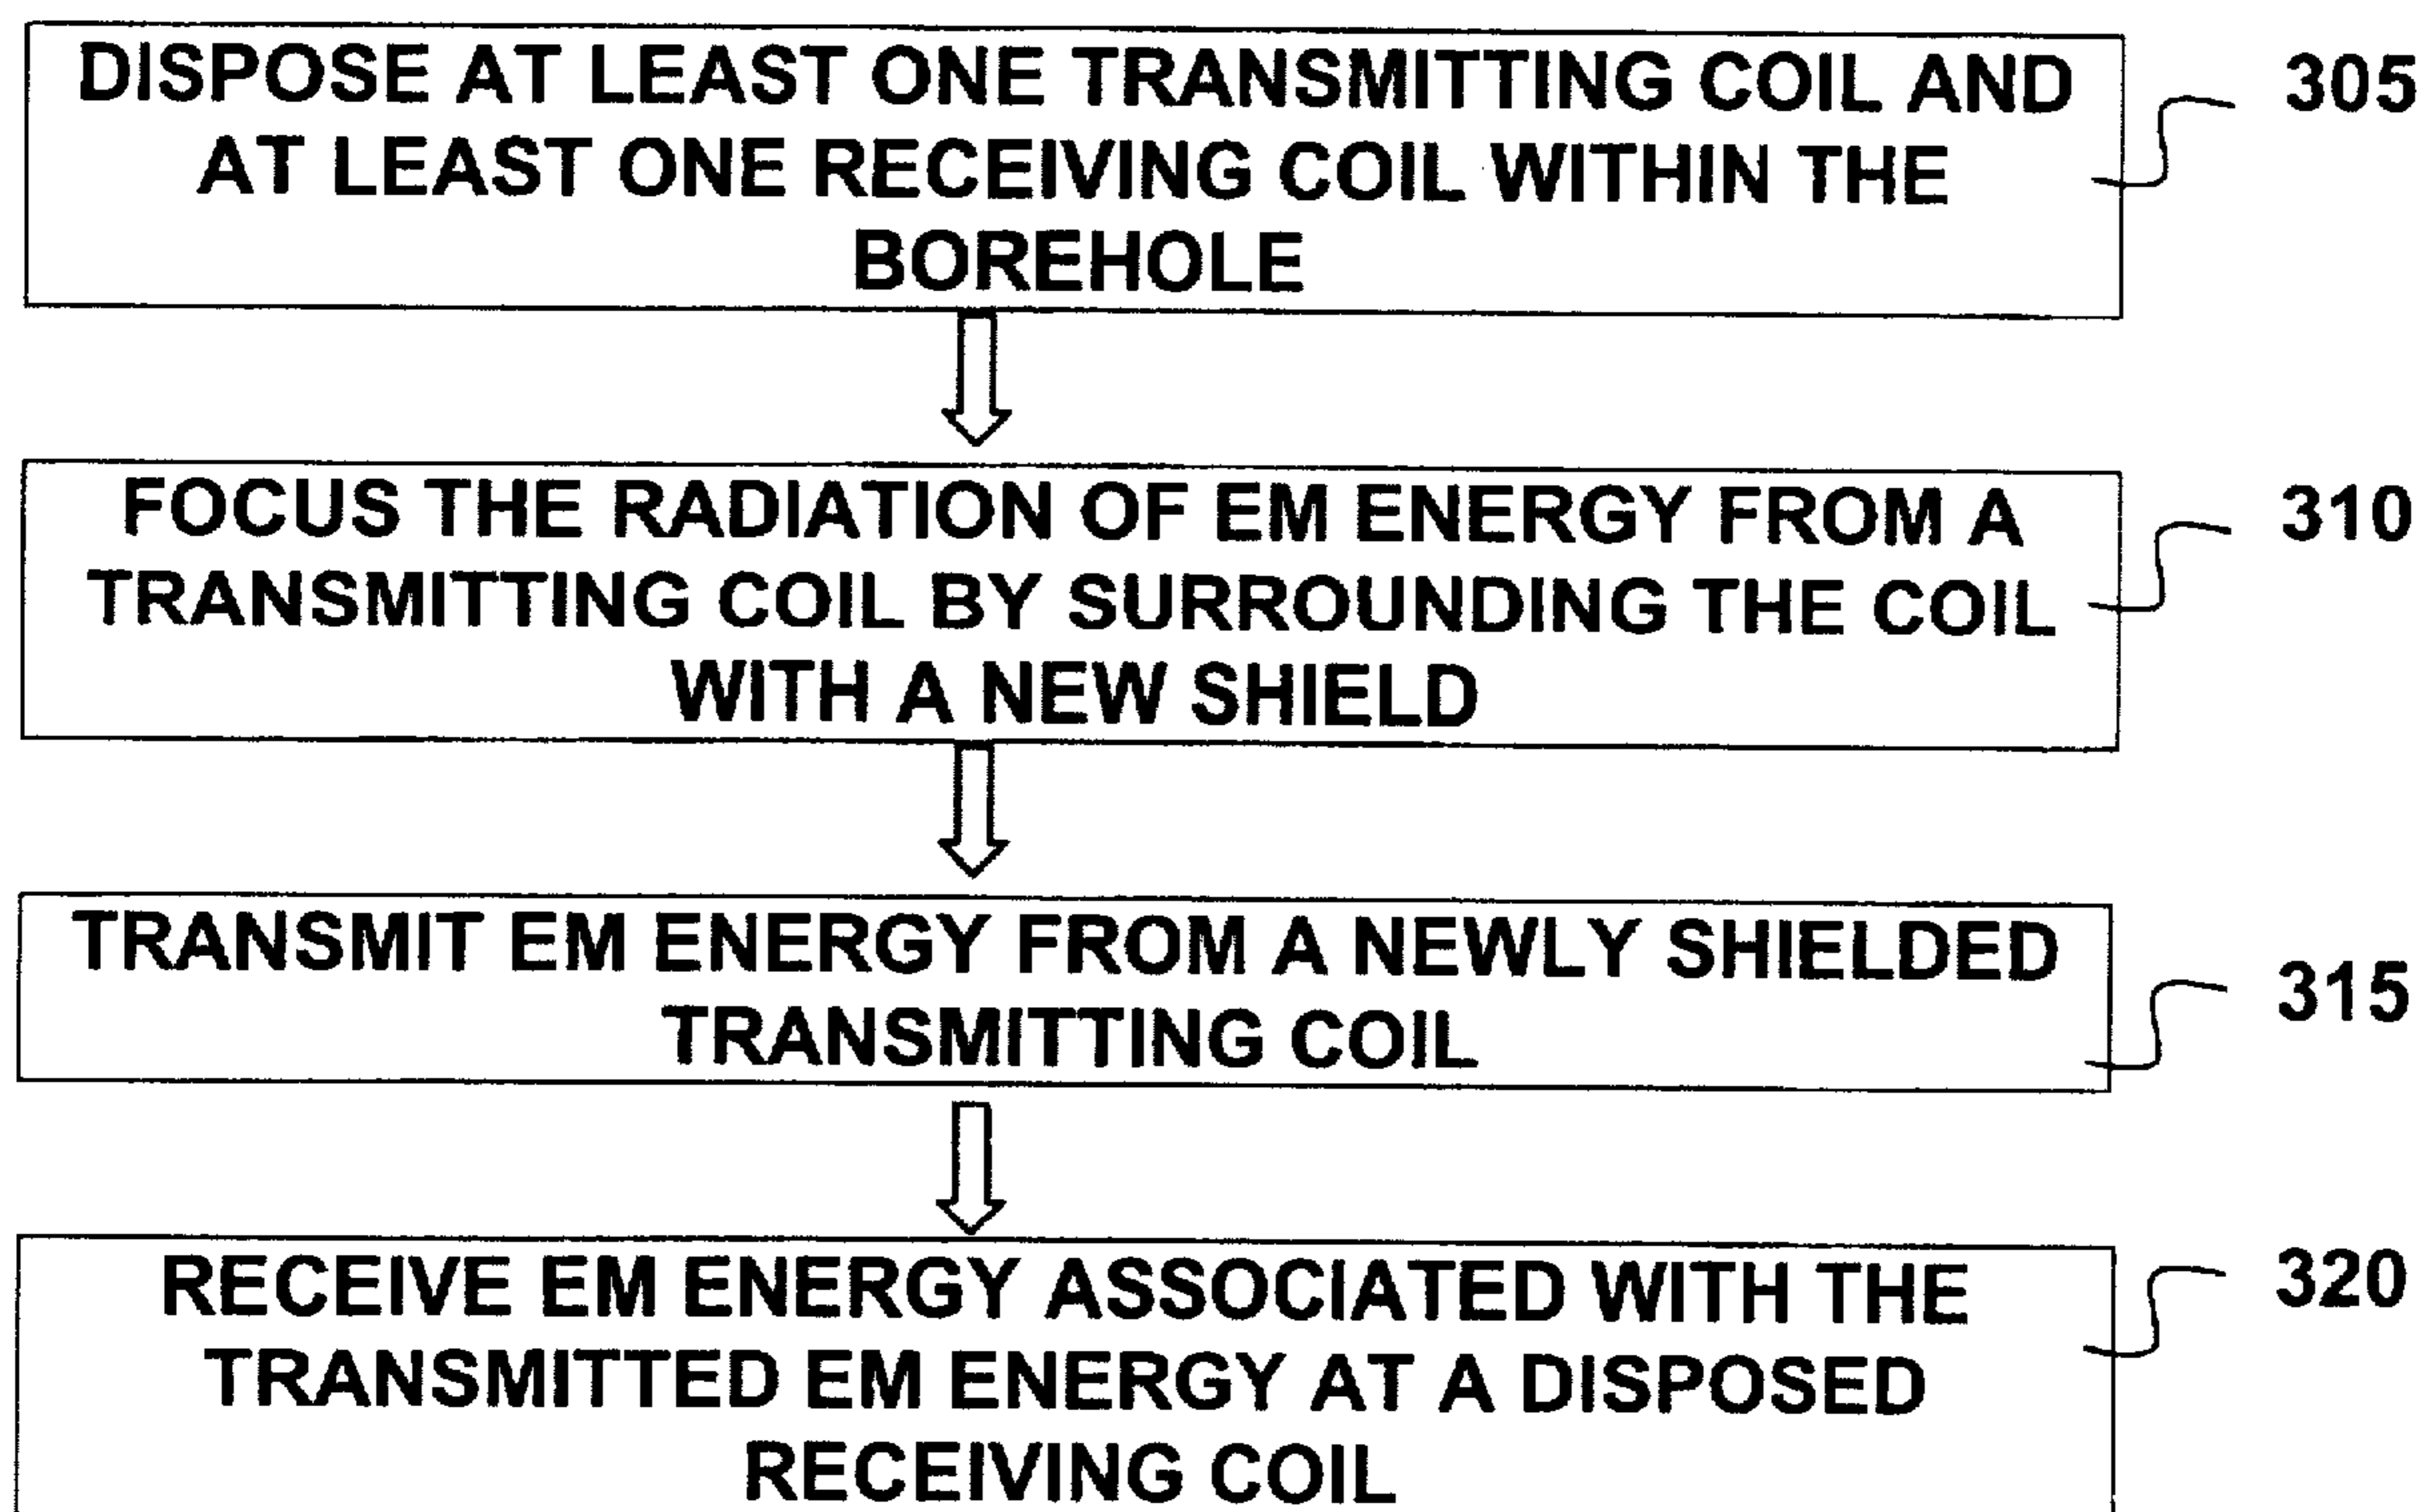 DISPOSE AT LEAST ONE TRANSMITTING COIL AND
AT LEAST ONE RECEIVING COIL WITHIN THE
BOREHOLE
305
FOCUS THE RADIATION OF EM ENERGY FROM A
TRANSMITTING COIL BY SURROUNDING THE COIL
WITH A NEW SHIELD
310
TRANSMIT EM ENERGY FROM A NEWLY SHIELDED
TRANSMITTING COIL
315
RECEIVE EM ENERGY ASSOCIATED WITH THE
TRANSMITTED EM ENERGY AT A DISPOSED
RECEIVING COIL
320